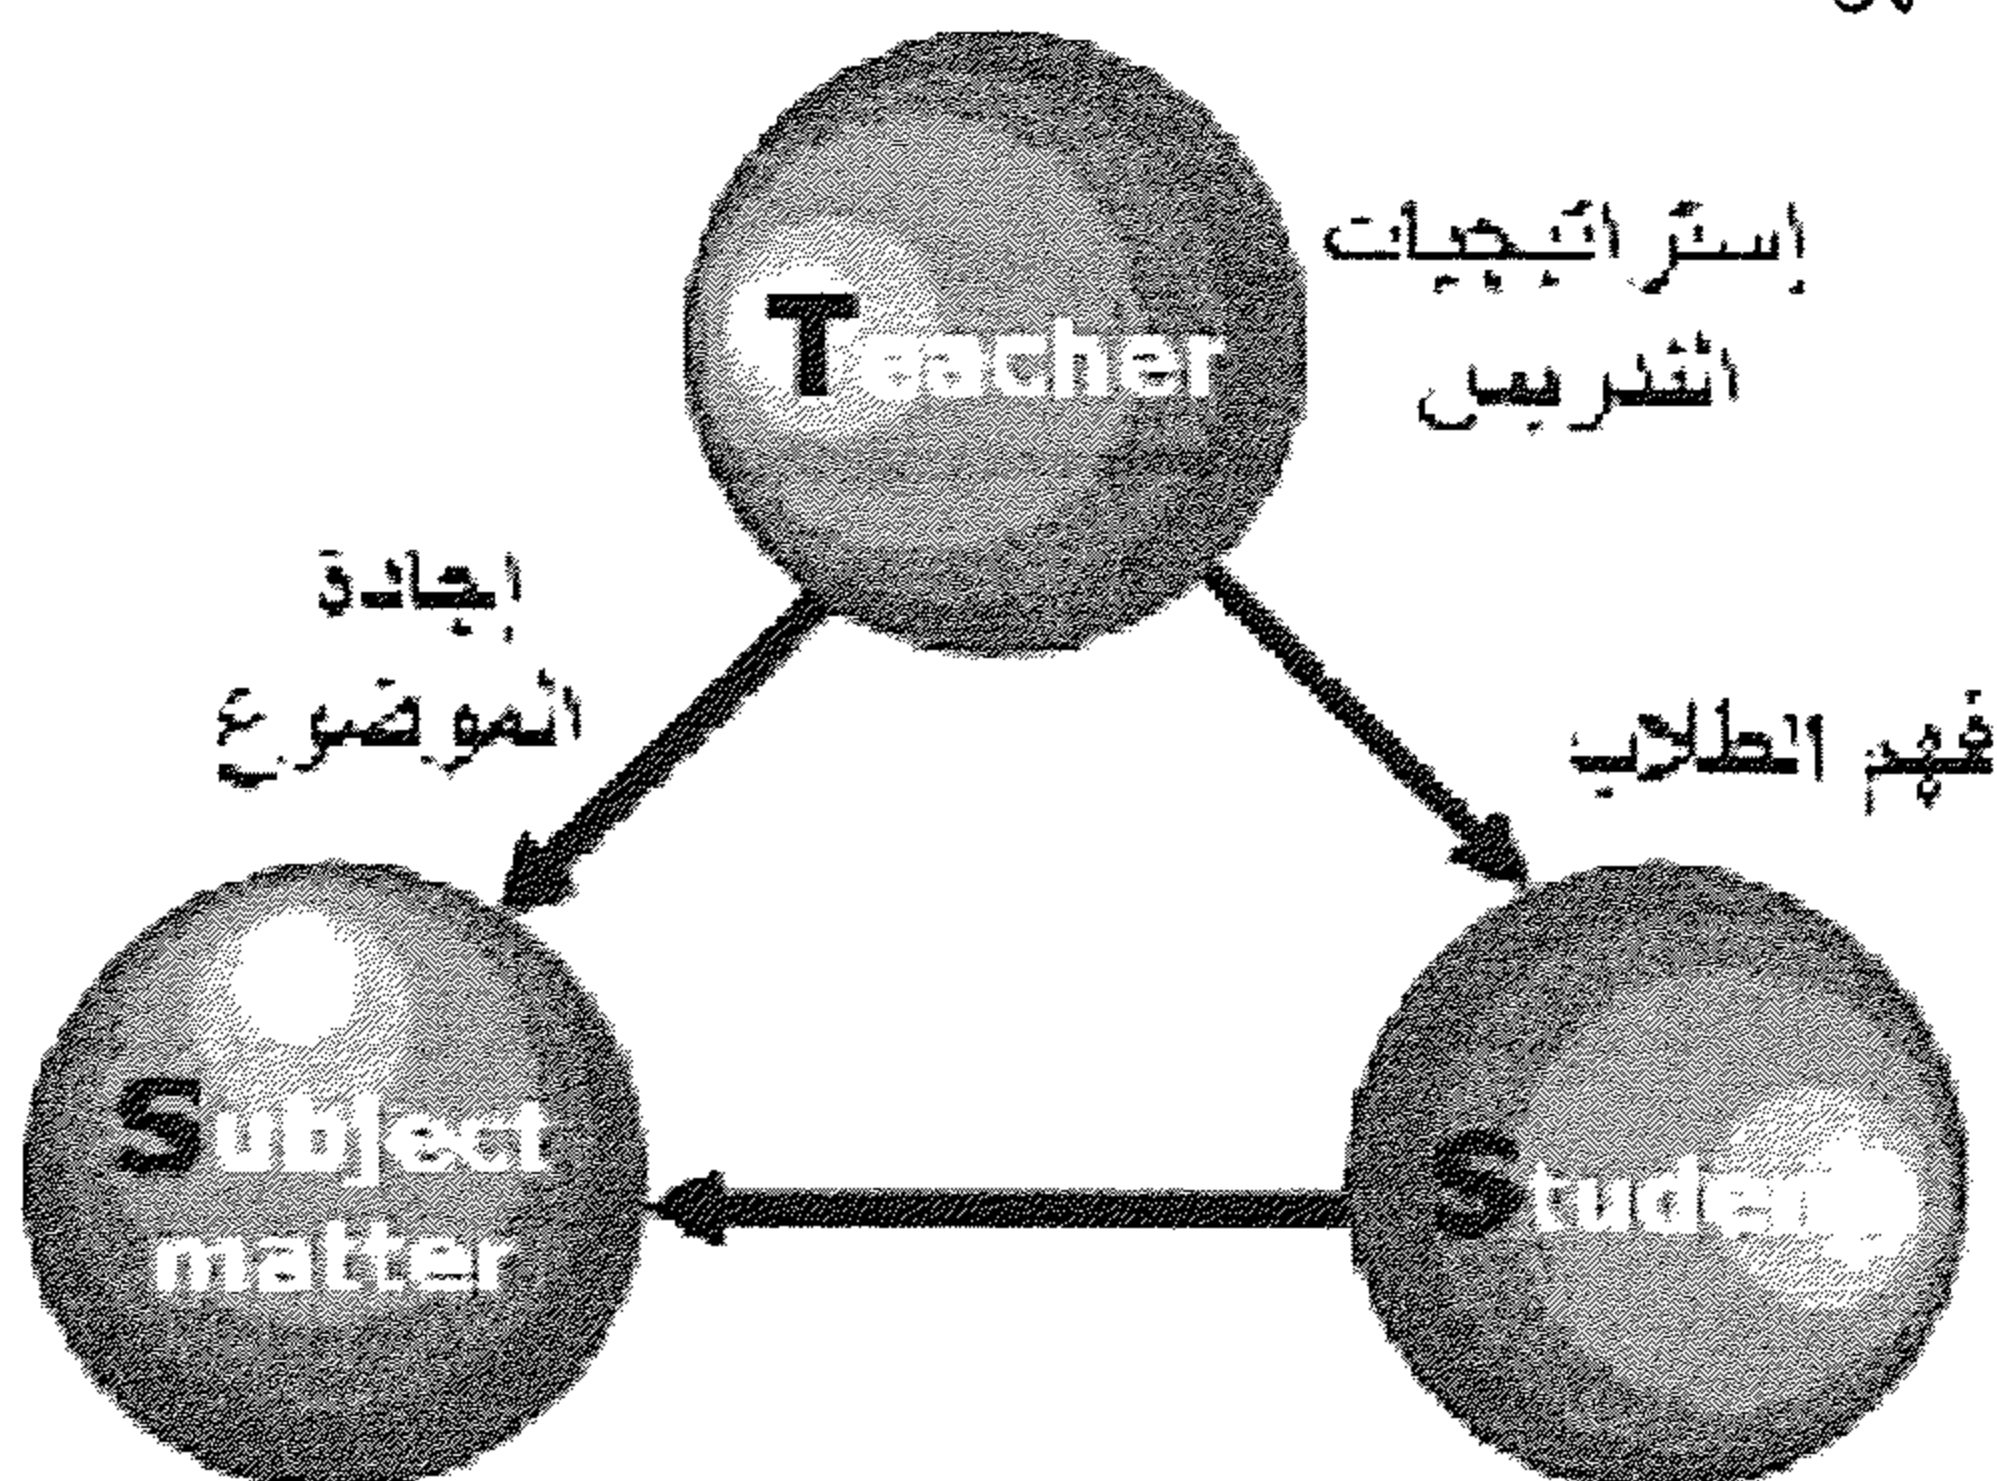 Teacher
إستراتيجيات
التدريس
إجادة
الموضوع
فهم الطلاب
Subject
matter
Student